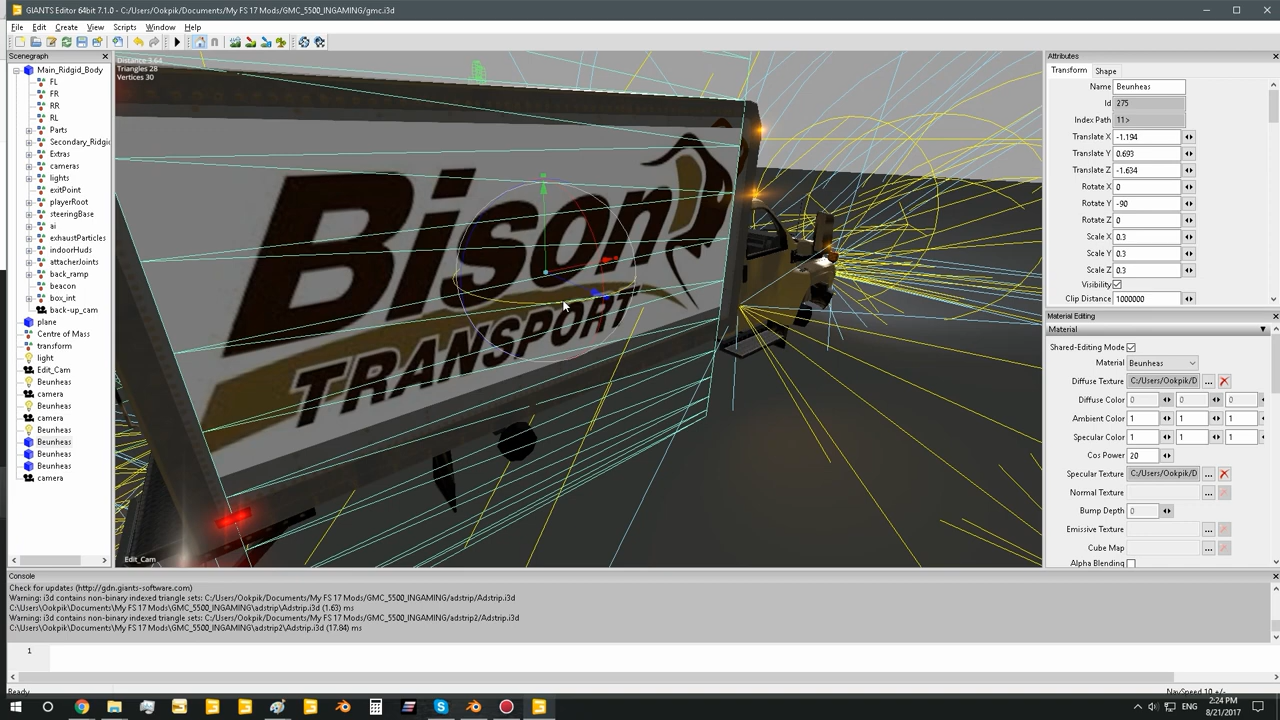 GIANTS Editor 64bit 7.1.0 - C:/Users/Ookpik/Documents/My FS 17 Mods/GMC_5500_INGAMING/gmc.i3d
File Edit Create View Scripts Window Help
Scenegraph
Main_Ridgid_Body
FL
FR
RR
RL
Parts
Secondary_Ridgid
Extras
cameras
lights
exitPoint
playerRoot
steeringBase
ai
exhaustParticles
indoorHuds
attacherJoints
back_ramp
beacon
box_int
back-up_cam
plane
Centre of Mass
transform
light
Edit_Cam
Beunheas
camera
Beunheas
camera
Beunheas
Beunheas
Beunheas
Beunheas
camera
Distance 3.64
Triangles 28
Vertices 30
Bison
TRANSPORT
Edit_Cam
Attributes
Transform Shape
Name Beunheas
Id 275
Index Path 11>
Translate X -1.194
Translate Y 0.693
Translate Z -1.634
Rotate X 0
Rotate Y -90
Rotate Z 0
Scale X 0.3
Scale Y 0.3
Scale Z 0.3
Visibility
Clip Distance 1000000
Material Editing
Material
Shared-Editing Mode
Material Beunheas
Diffuse Texture C:/Users/Ookpik/D ...
Diffuse Color 0 0 0
Ambient Color 1 1 1
Specular Color 1 1 1
Cos Power 20
Specular Texture C:/Users/Ookpik/D ...
Normal Texture ...
Bump Depth 0
Emissive Texture ...
Cube Map ...
Alpha Blending
Console
Check for updates (http://gdn.giants-software.com)
Warning: i3d contains non-binary indexed triangle sets: C:/Users/Ookpik/Documents/My FS 17 Mods/GMC_5500_INGAMING/adstrip/Adstrip.i3d
C:\Users\Ookpik\Documents\My FS 17 Mods\GMC_5500_INGAMING\adstrip\Adstrip.i3d (1.63) ms
Warning: i3d contains non-binary indexed triangle sets: C:/Users/Ookpik/Documents/My FS 17 Mods/GMC_5500_INGAMING/adstrip2/Adstrip.i3d
C:\Users\Ookpik\Documents\My FS 17 Mods\GMC_5500_INGAMING\adstrip2\Adstrip.i3d (17.84) ms
1
Ready
NavSpeed 10 +/-
ENG
2:24 PM
8/21/2017